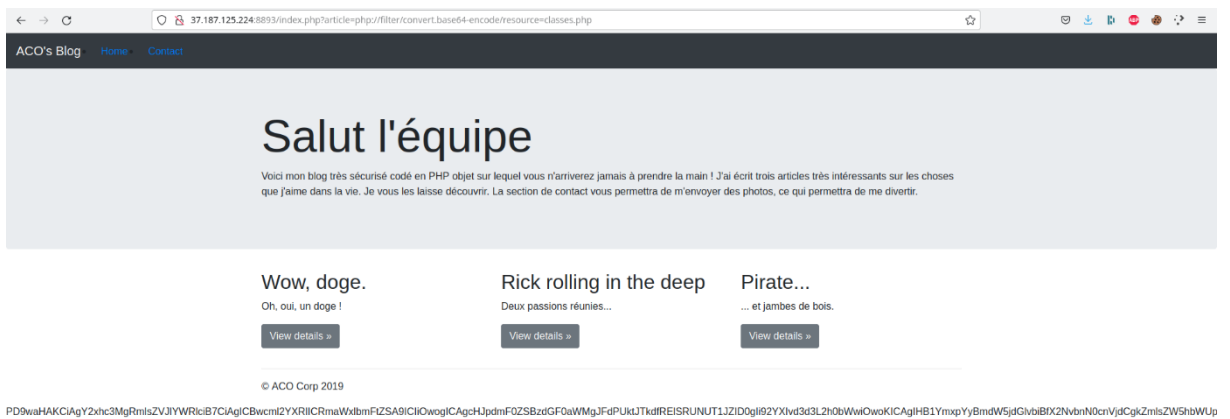 37.187.125.224:8893/index.php?article=php://filter/convert.base64-encode/resource=classes.php
ACO's Blog Home Contact
Salut l'équipe
Voici mon blog très sécurisé codé en PHP objet sur lequel vous n'arriverez jamais à prendre la main ! J'ai écrit trois articles très intéressants sur les choses
que j'aime dans la vie. Je vous les laisse découvrir. La section de contact vous permettra de m'envoyer des photos, ce qui permettra de me divertir.
Wow, doge. Rick rolling in the deep Pirate...
Oh, oui, un doge ! Deux passions réunies... ... et jambes de bois.
View details » View details » View details »
© ACO Corp 2019